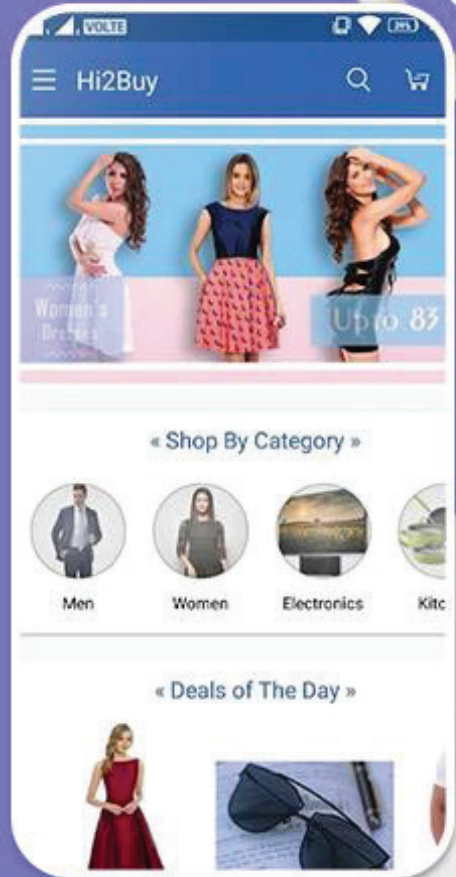 VOLTE
Hi2Buy
Women's
Dresses
Upto 83
« Shop By Category »
Men
Women
Electronics
Kitc
« Deals of The Day »